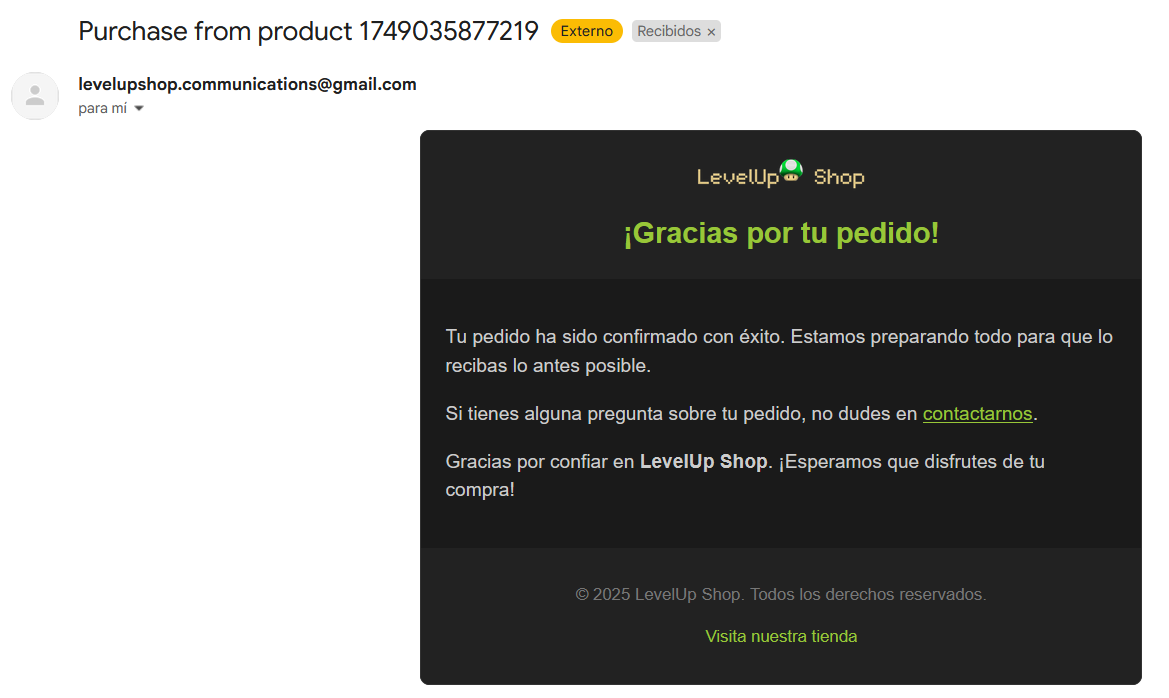 Purchase from product 1749035877219 Externo Recibidos ×
levelupshop.communications@gmail.com
para mí
LevelUp Shop
¡Gracias por tu pedido!
Tu pedido ha sido confirmado con éxito. Estamos preparando todo para que lo
recibas lo antes posible.
Si tienes alguna pregunta sobre tu pedido, no dudes en contactarnos.
Gracias por confiar en LevelUp Shop. ¡Esperamos que disfrutes de tu
compra!
© 2025 LevelUp Shop. Todos los derechos reservados.
Visita nuestra tienda